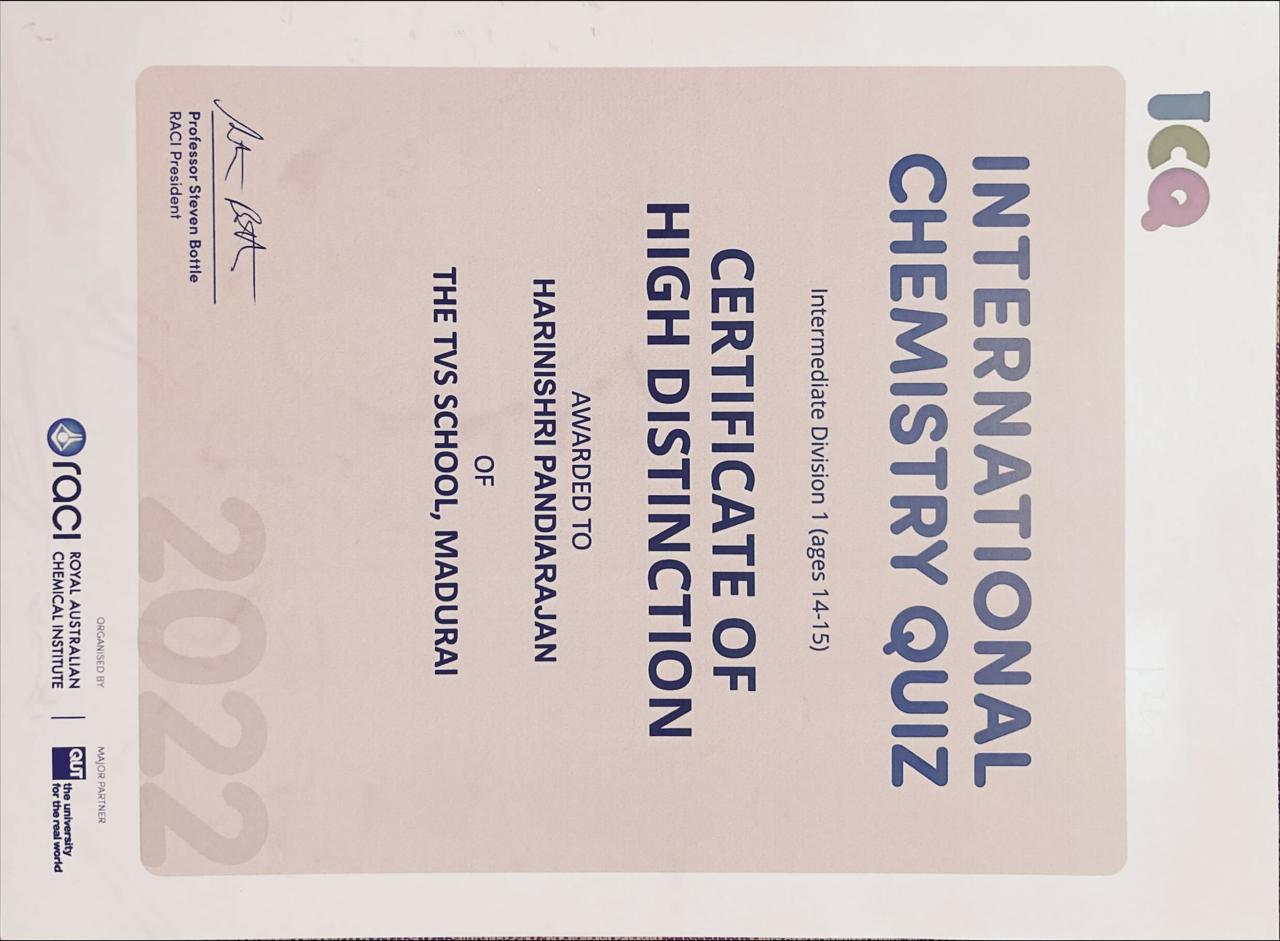 ICQ
INTERNATIONAL
CHEMISTRY QUIZ
Intermediate Division 1 (ages 14-15)
CERTIFICATE OF
HIGH DISTINCTION
AWARDED TO
HARINISHRI PANDIARAJAN
OF
THE TVS SCHOOL, MADURAI
Professor Steven Bottle
RACI President
2022
ORGANISED BY
raci ROYAL AUSTRALIAN
CHEMICAL INSTITUTE
MAJOR PARTNER
QUT the university
for the real world